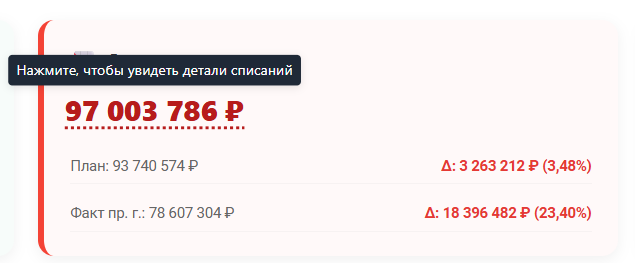 Нажмите, чтобы увидеть детали списаний
97 003 786 ₽
План: 93 740 574 ₽
Δ: 3 263 212 ₽ (3,48%)
Факт пр. г.: 78 607 304 ₽
Δ: 18 396 482 ₽ (23,40%)